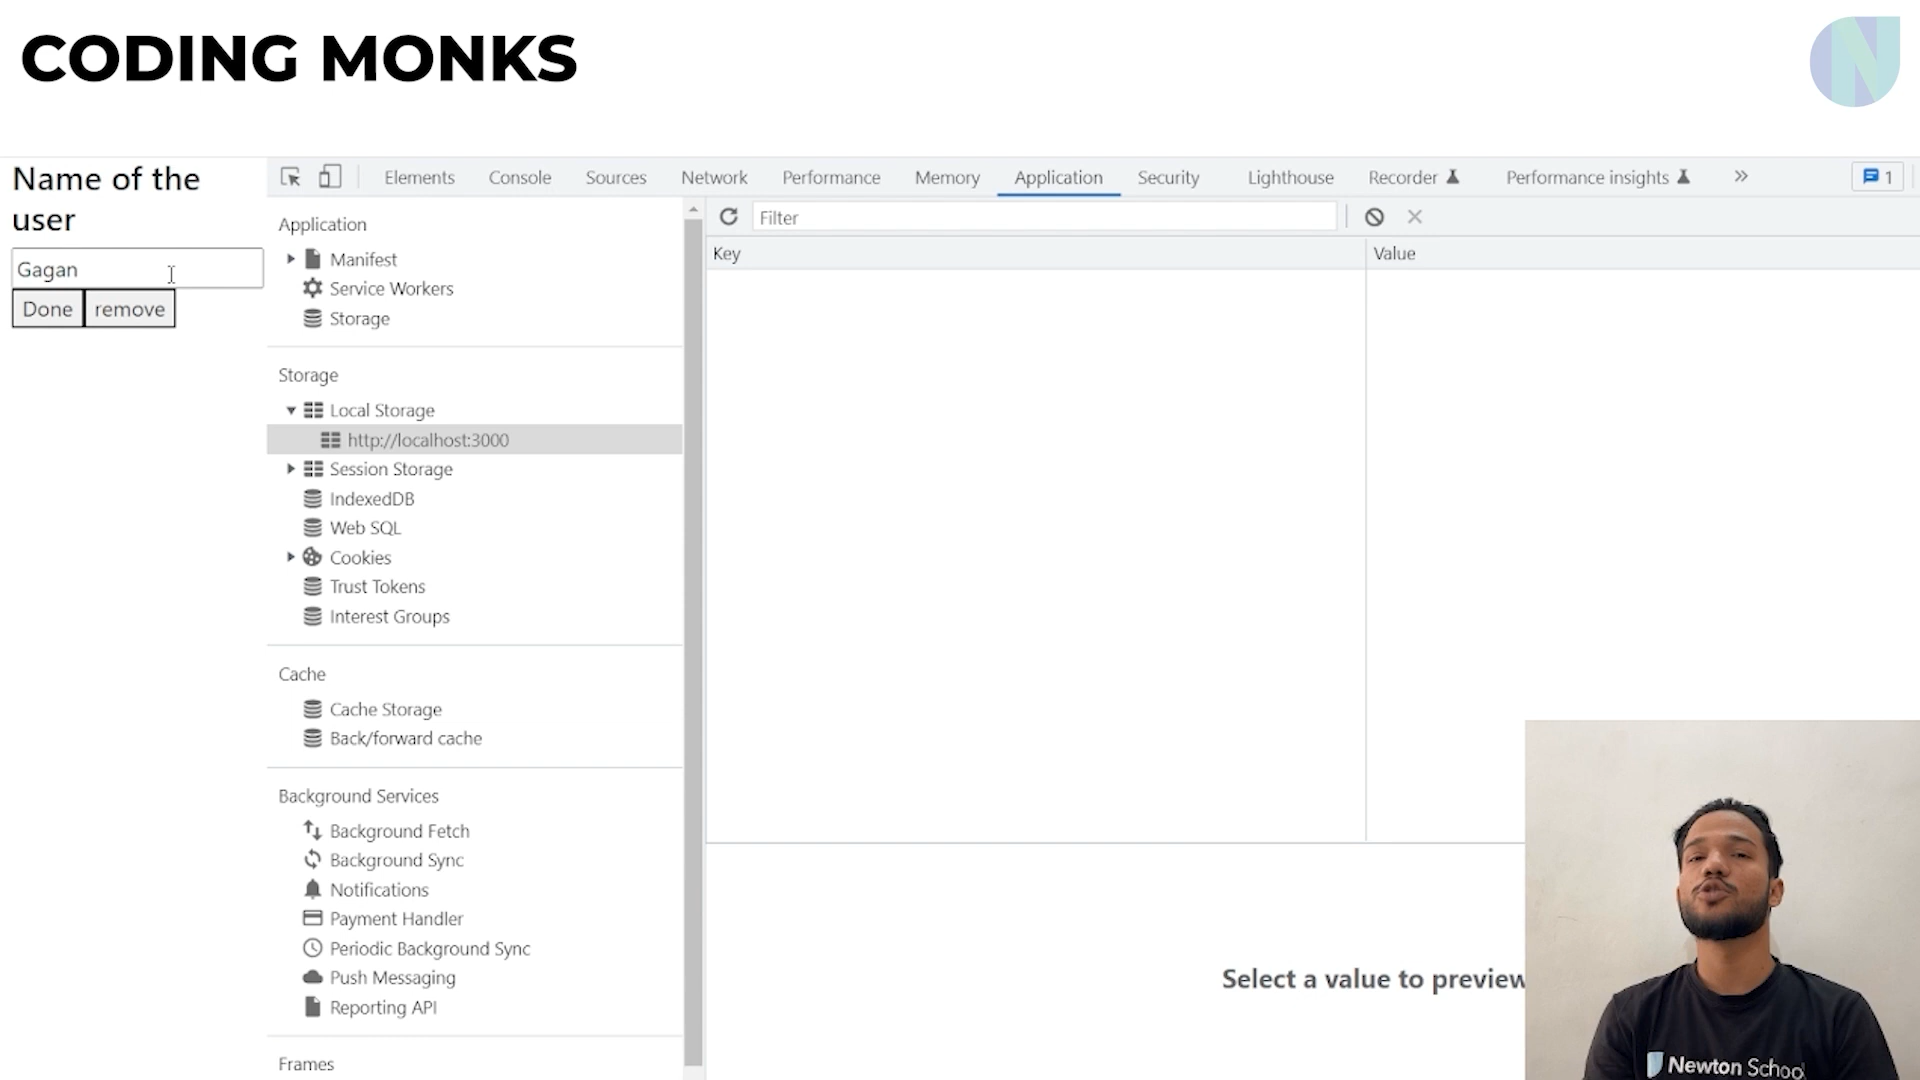 CODING MONKS
Name of the
user
Gagan
Done remove
Elements Console Sources Network Performance Memory Application Security Lighthouse Recorder Performance insights 1
Application
Manifest
Service Workers
Storage
Storage
Local Storage
http://localhost:3000
Session Storage
IndexedDB
Web SQL
Cookies
Trust Tokens
Interest Groups
Cache
Cache Storage
Back/forward cache
Background Services
Background Fetch
Background Sync
Notifications
Payment Handler
Periodic Background Sync
Push Messaging
Reporting API
Frames
Filter
Key Value
Select a value to preview
Newton School
N